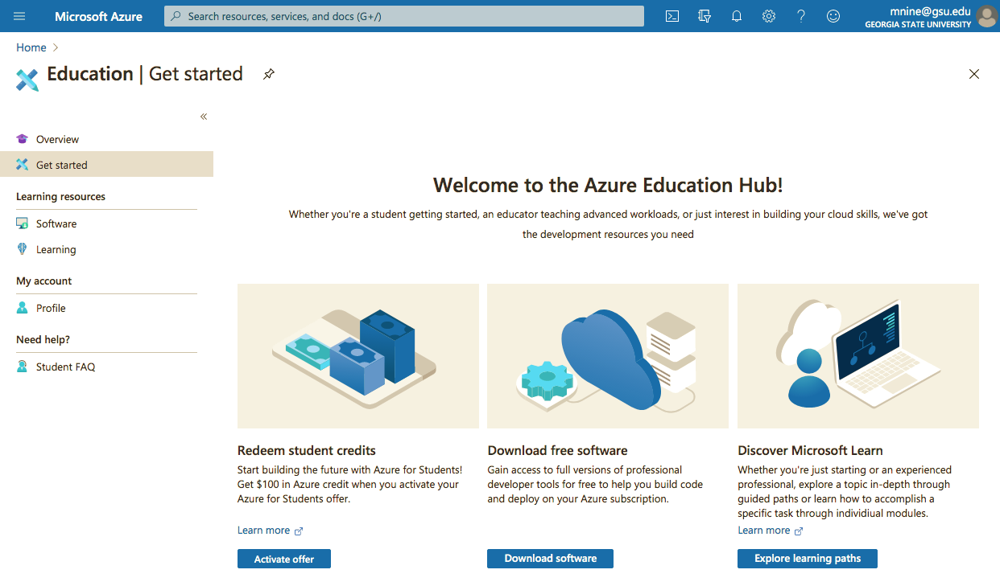 Microsoft Azure
Search resources, services, and docs (G+/)
mnine@gsu.edu
GEORGIA STATE UNIVERSITY
Home
Education | Get started
Overview
Get started
Learning resources
Software
Learning
My account
Profile
Need help?
Student FAQ
Welcome to the Azure Education Hub!
Whether you're a student getting started, an educator teaching advanced workloads, or just interest in building your cloud skills, we've got
the development resources you need
Redeem student credits
Start building the future with Azure for Students!
Get $100 in Azure credit when you activate your
Azure for Students offer.
Learn more
Activate offer
Download free software
Gain access to full versions of professional
developer tools for free to help you build code
and deploy on your Azure subscription.
Download software
Discover Microsoft Learn
Whether you're just starting or an experienced
professional, explore a topic in-depth through
guided paths or learn how to accomplish a
specific task through individiual modules.
Learn more
Explore learning paths